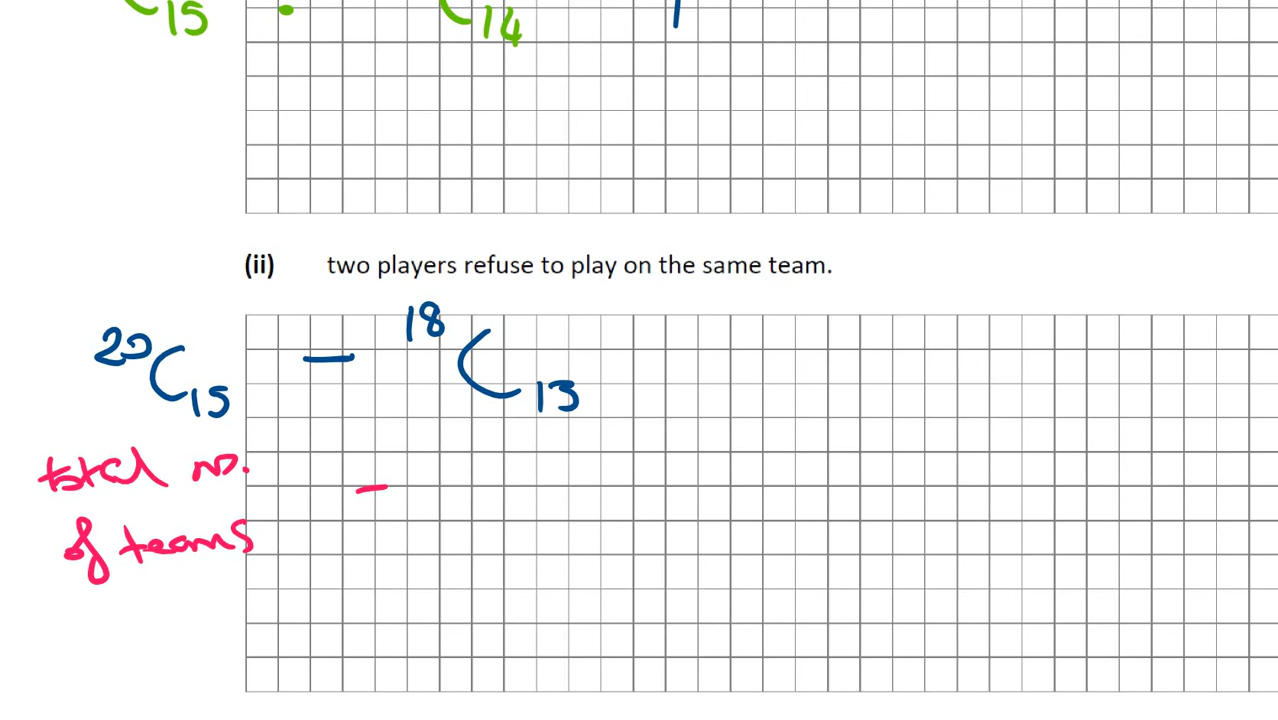 C15 . C14
(ii) two players refuse to play on the same team.
20C15 – 18C13
total no. –
of teams